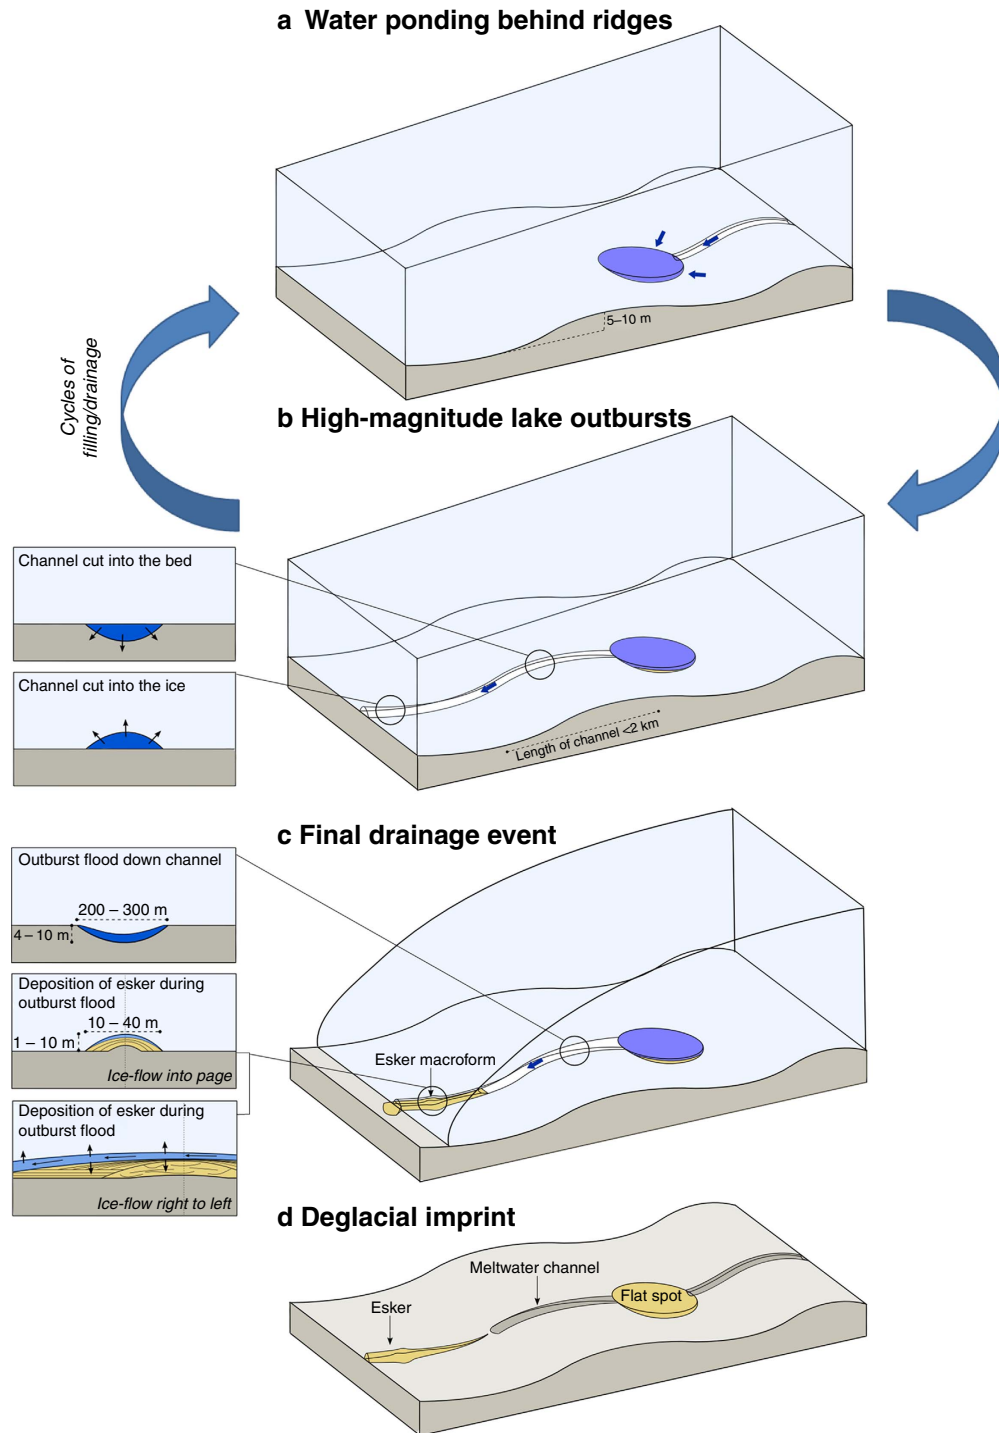 a Water ponding behind ridges
5–10 m
Cycles of
filling/drainage
b High-magnitude lake outbursts
Channel cut into the bed
Channel cut into the ice
Length of channel <2 km
c Final drainage event
Outburst flood down channel
200 – 300 m
4 – 10 m
Deposition of esker during
outburst flood
10 – 40 m
1 – 10 m
Ice-flow into page
Esker macroform
Deposition of esker during
outburst flood
Ice-flow right to left
d Deglacial imprint
Meltwater channel
Flat spot
Esker